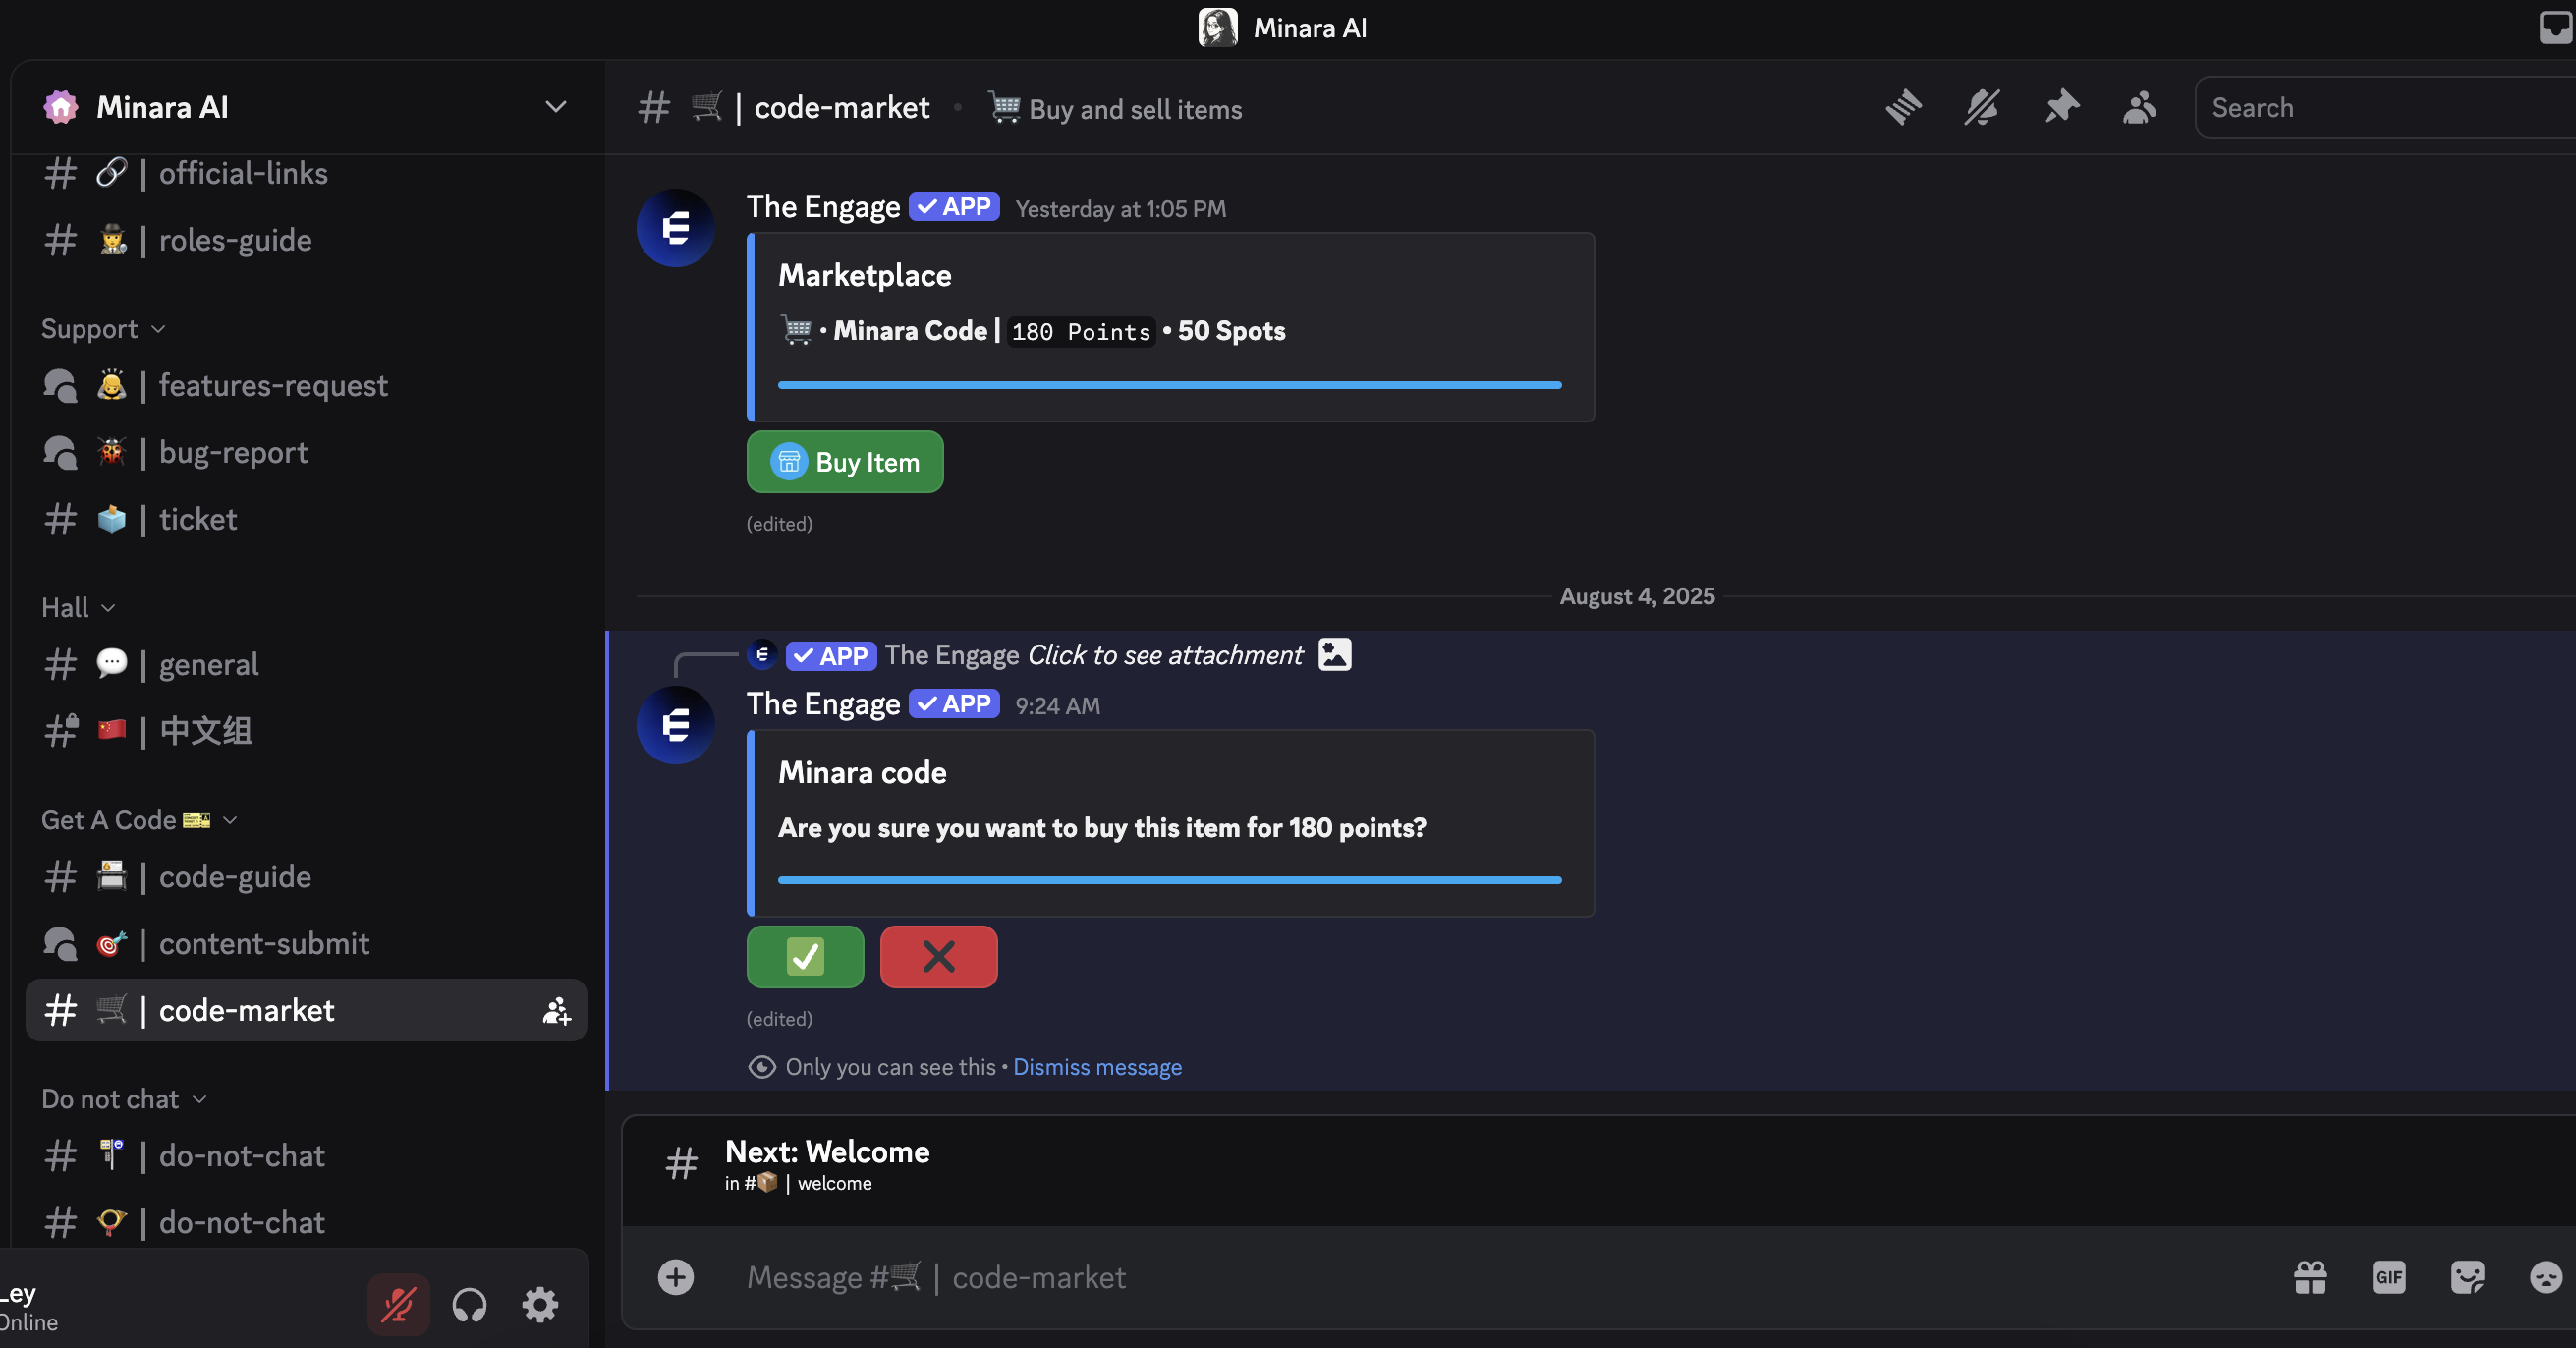 Minara AI
Minara AI
official-links
roles-guide
Support
features-request
bug-report
ticket
Hall
general
中文组
Get A Code
code-guide
content-submit
code-market
Do not chat
do-not-chat
do-not-chat
Ley
Online
code-market • Buy and sell items
Search
The Engage APP Yesterday at 1:05 PM
Marketplace
• Minara Code | 180 Points • 50 Spots
Buy Item
(edited)
August 4, 2025
APP The Engage Click to see attachment
The Engage APP 9:24 AM
Minara code
Are you sure you want to buy this item for 180 points?
(edited)
Only you can see this • Dismiss message
Next: Welcome
in # | welcome
Message # | code-market
GIF